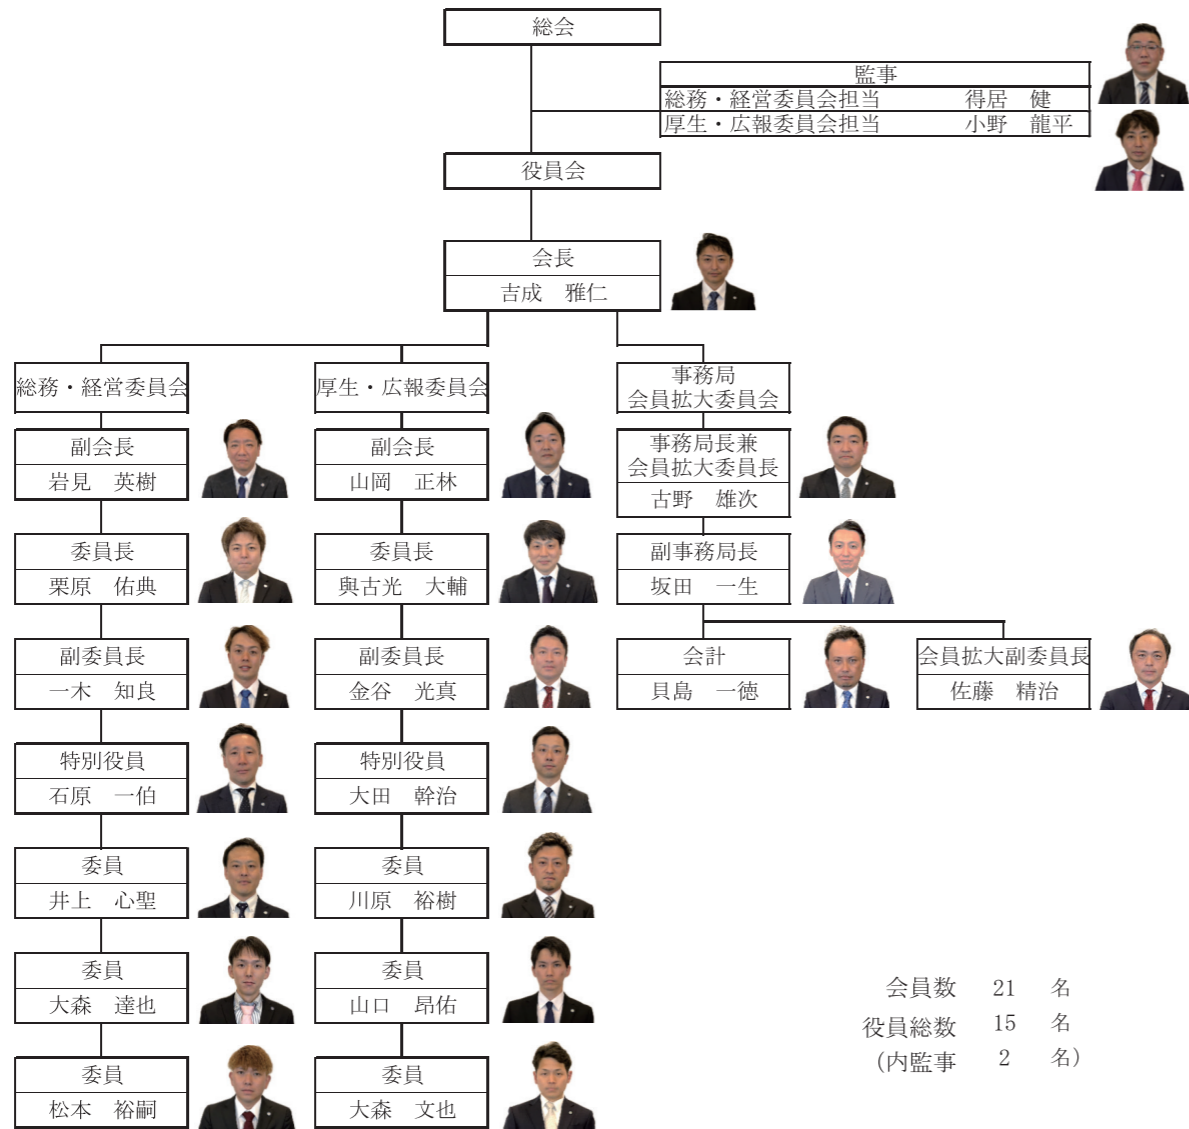 総会
監事
総務・経営委員会担当　得居　健
厚生・広報委員会担当　小野　龍平
役員会
会長
吉成　雅仁
総務・経営委員会
副会長
岩見　英樹
委員長
栗原　佑典
副委員長
一木　知良
特別役員
石原　一伯
委員
井上　心聖
委員
大森　達也
委員
松本　裕嗣
厚生・広報委員会
副会長
山岡　正林
委員長
與古光　大輔
副委員長
金谷　光真
特別役員
大田　幹治
委員
川原　裕樹
委員
山口　昂佑
委員
大森　文也
事務局
会員拡大委員会
事務局長兼
会員拡大委員長
古野　雄次
副事務局長
坂田　一生
会計
貝島　一徳
会員拡大副委員長
佐藤　精治
会員数　21　名
役員総数　15　名
(内監事　2　名)